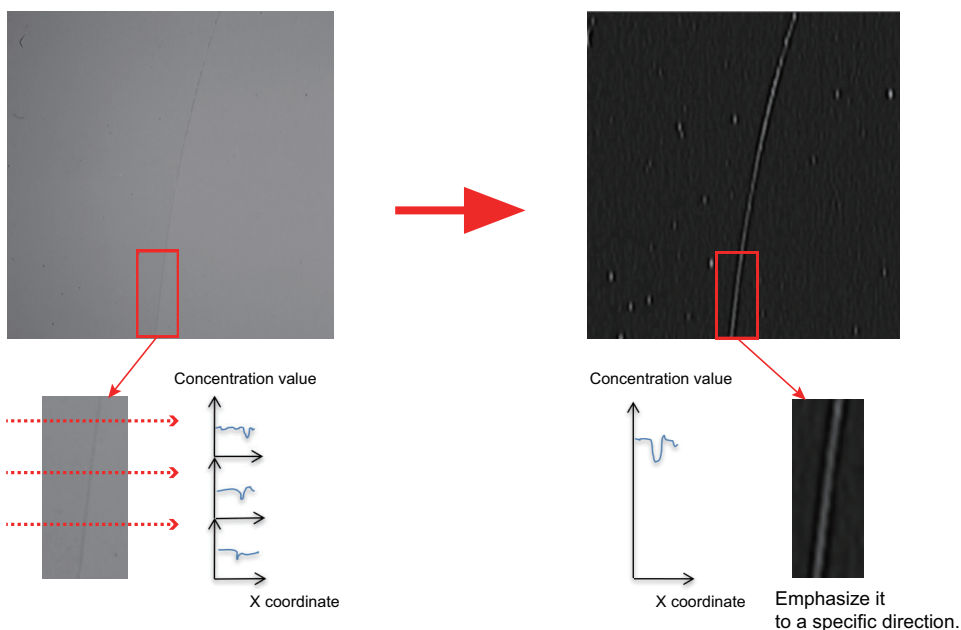 Concentration value
X coordinate
Concentration value
X coordinate
Emphasize it
to a specific direction.